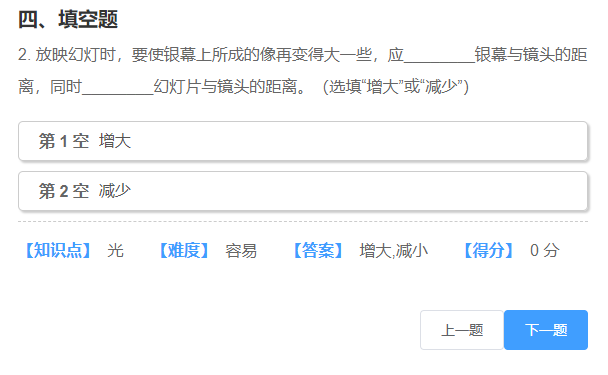 四、填空题
2. 放映幻灯时，要使银幕上所成的像再变得大一些，应________银幕与镜头的距
离，同时________幻灯片与镜头的距离。（选填“增大”或“减少”）
第 1 空 增大
第 2 空 减少
【知识点】 光 【难度】 容易 【答案】 增大,减小 【得分】 0 分
上一题 下一题